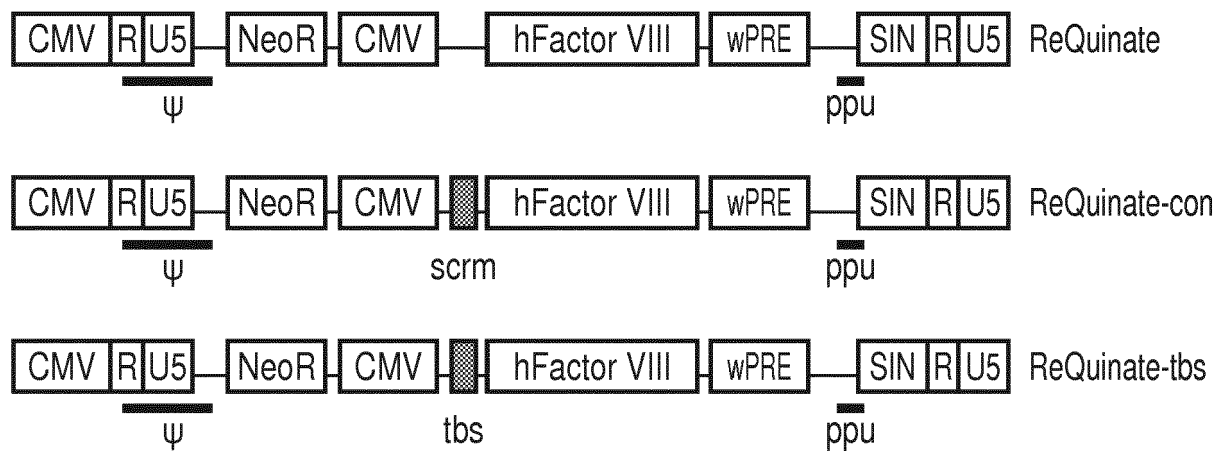 CMV R U5 NeoR CMV hFactor VIII wPRE SIN R U5 ReQuinate
ψ ppu
CMV R U5 NeoR CMV hFactor VIII wPRE SIN R U5 ReQuinate-con
ψ scrm ppu
CMV R U5 NeoR CMV hFactor VIII wPRE SIN R U5 ReQuinate-tbs
ψ tbs ppu